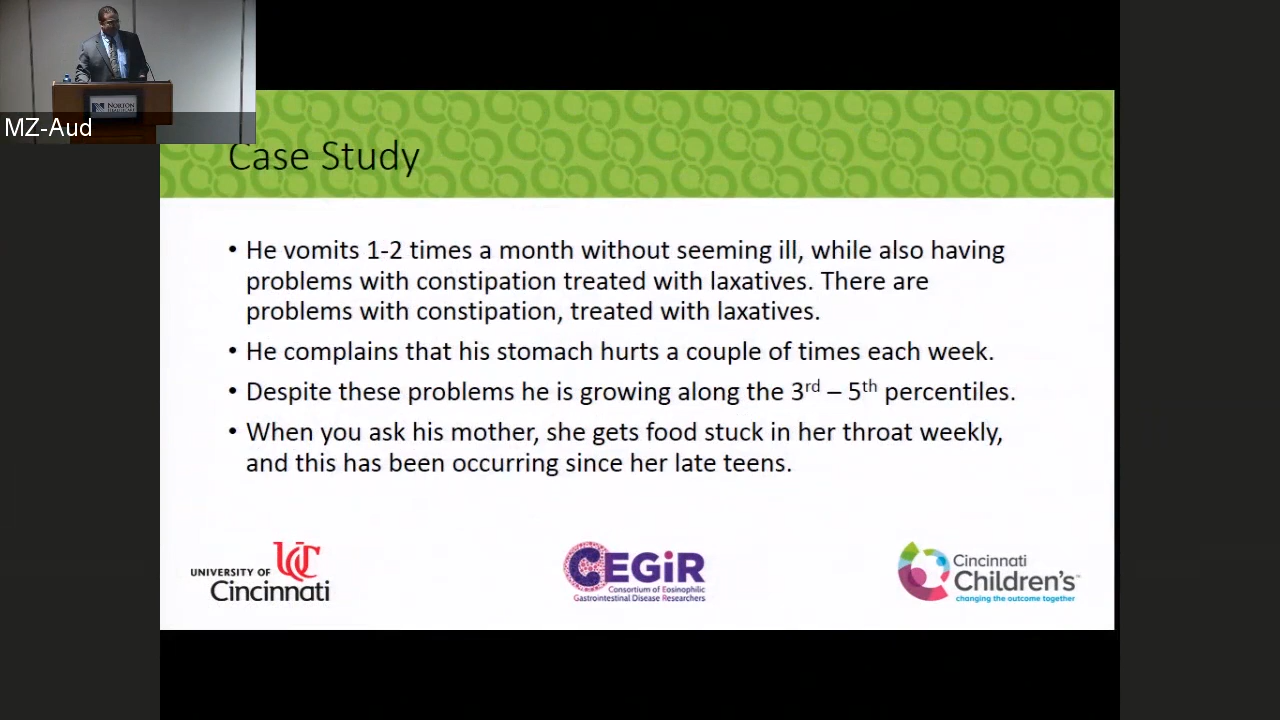 NORTON
MZ-Aud
Case Study
• He vomits 1-2 times a month without seeming ill, while also having
problems with constipation treated with laxatives. There are
problems with constipation, treated with laxatives.
• He complains that his stomach hurts a couple of times each week.
• Despite these problems he is growing along the 3rd – 5th percentiles.
• When you ask his mother, she gets food stuck in her throat weekly,
and this has been occurring since her late teens.
UC
UNIVERSITY OF
Cincinnati
CEGiR
Consortium of Eosinophilic
Gastrointestinal Disease Researchers
Cincinnati
Children's™
changing the outcome together